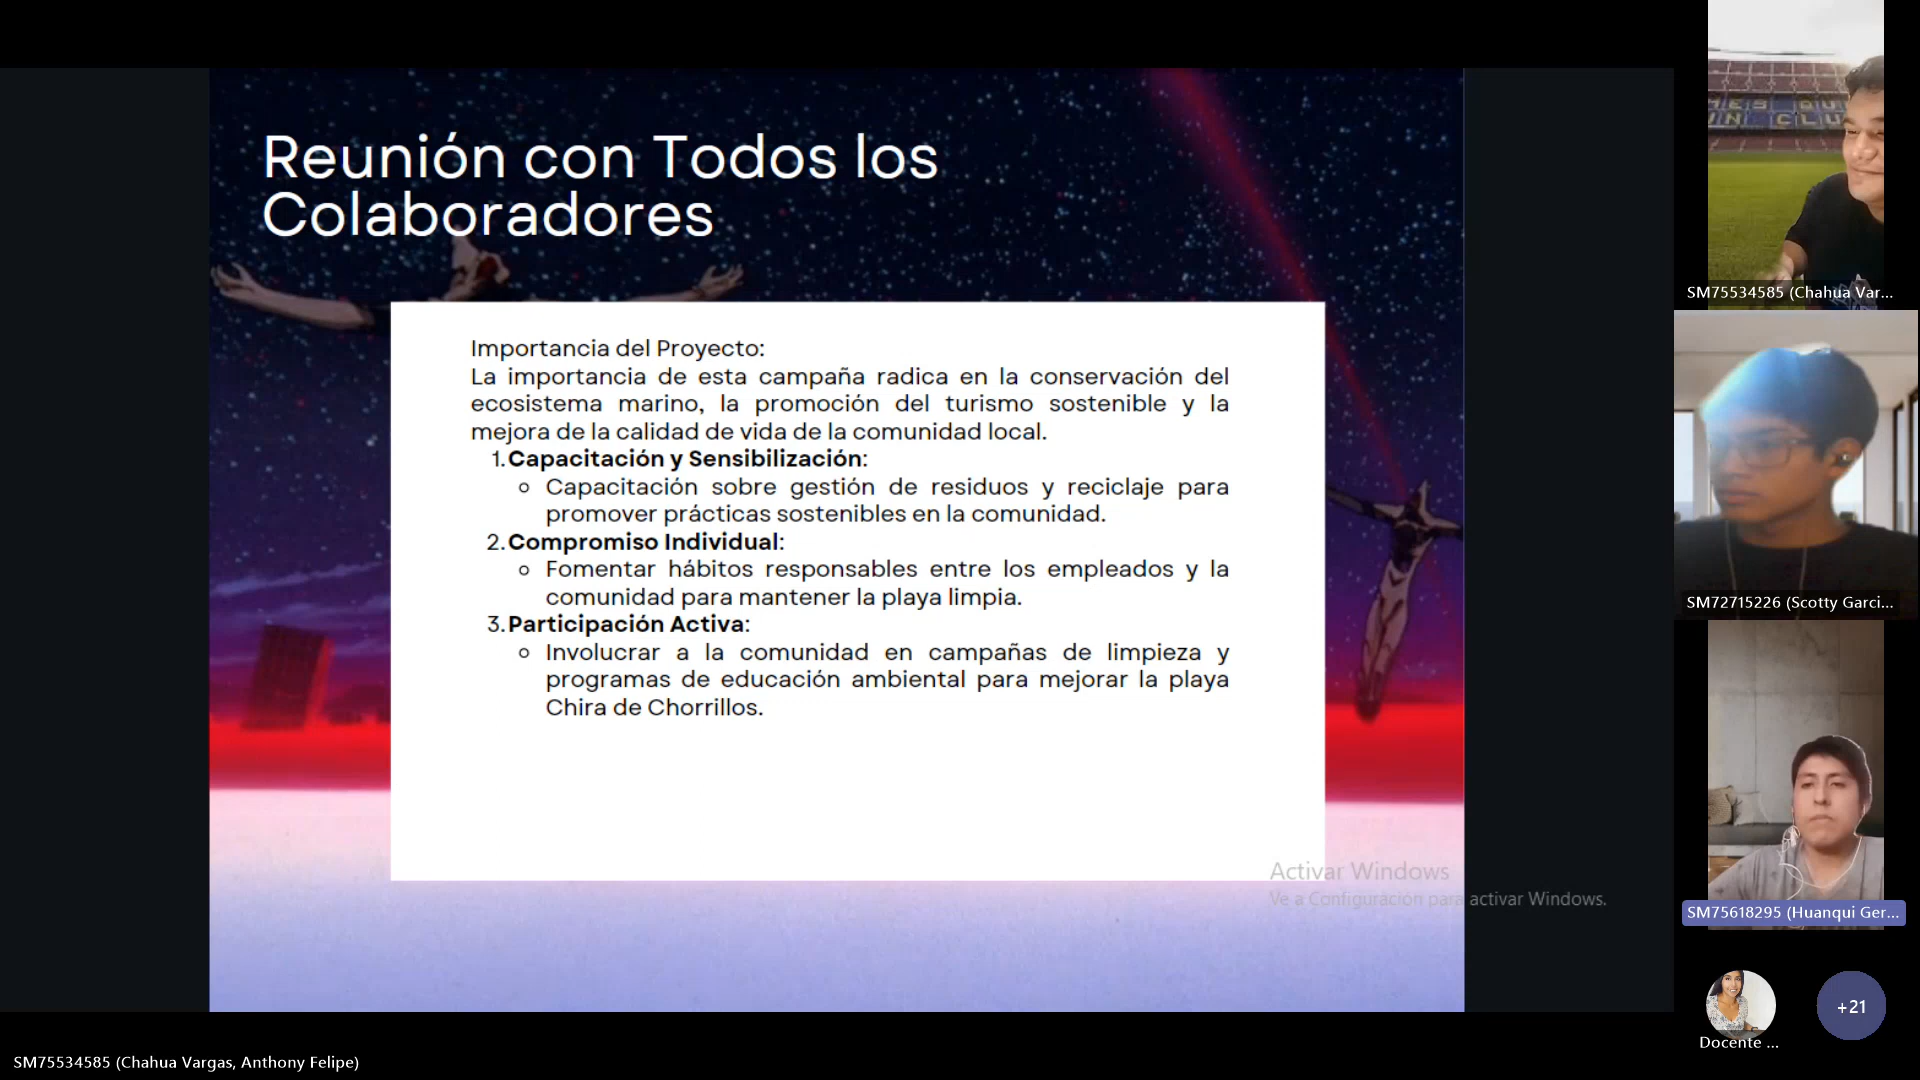 Reunión con Todos los
Colaboradores
Importancia del Proyecto:
La importancia de esta campaña radica en la conservación del
ecosistema marino, la promoción del turismo sostenible y la
mejora de la calidad de vida de la comunidad local.
1. Capacitación y Sensibilización:
Capacitación sobre gestión de residuos y reciclaje para
promover prácticas sostenibles en la comunidad.
2. Compromiso Individual:
Fomentar hábitos responsables entre los empleados y la
comunidad para mantener la playa limpia.
3. Participación Activa:
Involucrar a la comunidad en campañas de limpieza y
programas de educación ambiental para mejorar la playa
Chira de Chorrillos.
Activar Windows
Ve a Configuración para activar Windows.
SM75534585 (Chahua Vargas, Anthony Felipe)
SM75534585 (Chahua Var...
SM72715226 (Scotty Garci...
SM75618295 (Huanqui Ger...
Docente ...
+21